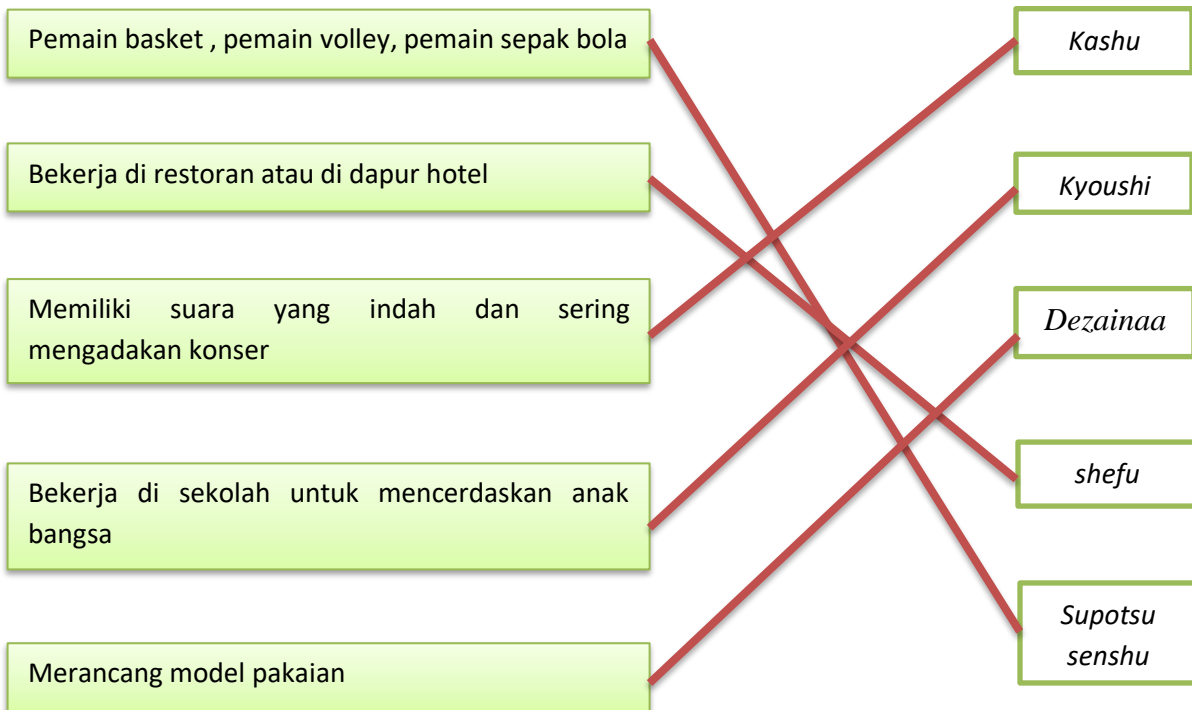 Pemain basket , pemain volley, pemain sepak bola
Kashu
Bekerja di restoran atau di dapur hotel
Kyoushi
Memiliki suara yang indah dan sering
mengadakan konser
Dezainaa
Bekerja di sekolah untuk mencerdaskan anak
bangsa
shefu
Merancang model pakaian
Supotsu
senshu